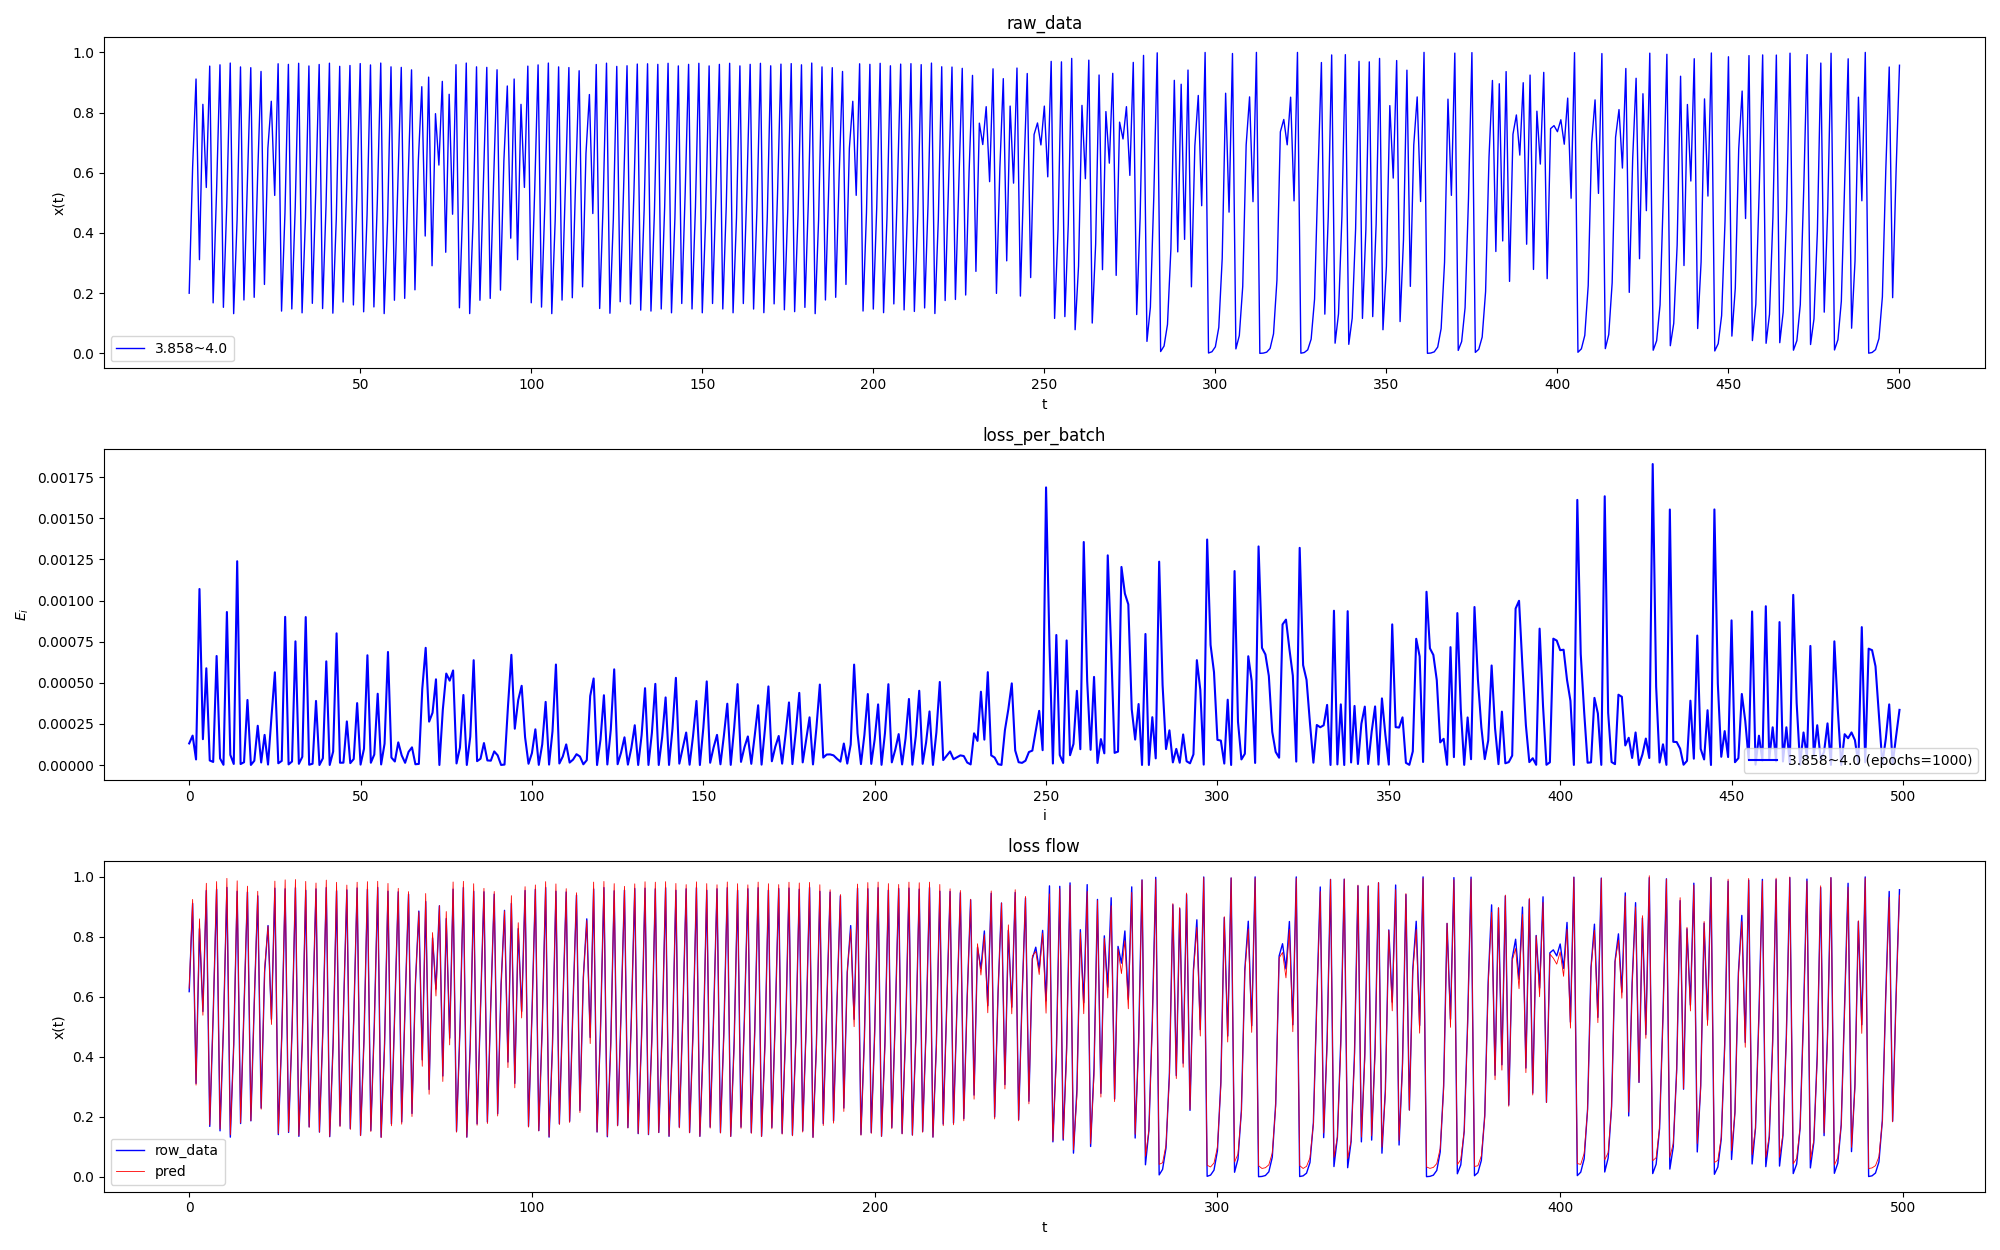 raw_data
1.0
0.8
0.6
0.4
0.2
0.0
x(t)
3.858~4.0
50 100 150 200 250 300 350 400 450 500
t
loss_per_batch
0.00175
0.00150
0.00125
0.00100
0.00075
0.00050
0.00025
0.00000
E_i
3.858~4.0 (epochs=1000)
0 50 100 150 200 250 300 350 400 450 500
i
loss flow
1.0
0.8
0.6
0.4
0.2
0.0
x(t)
row_data
pred
0 100 200 300 400 500
t